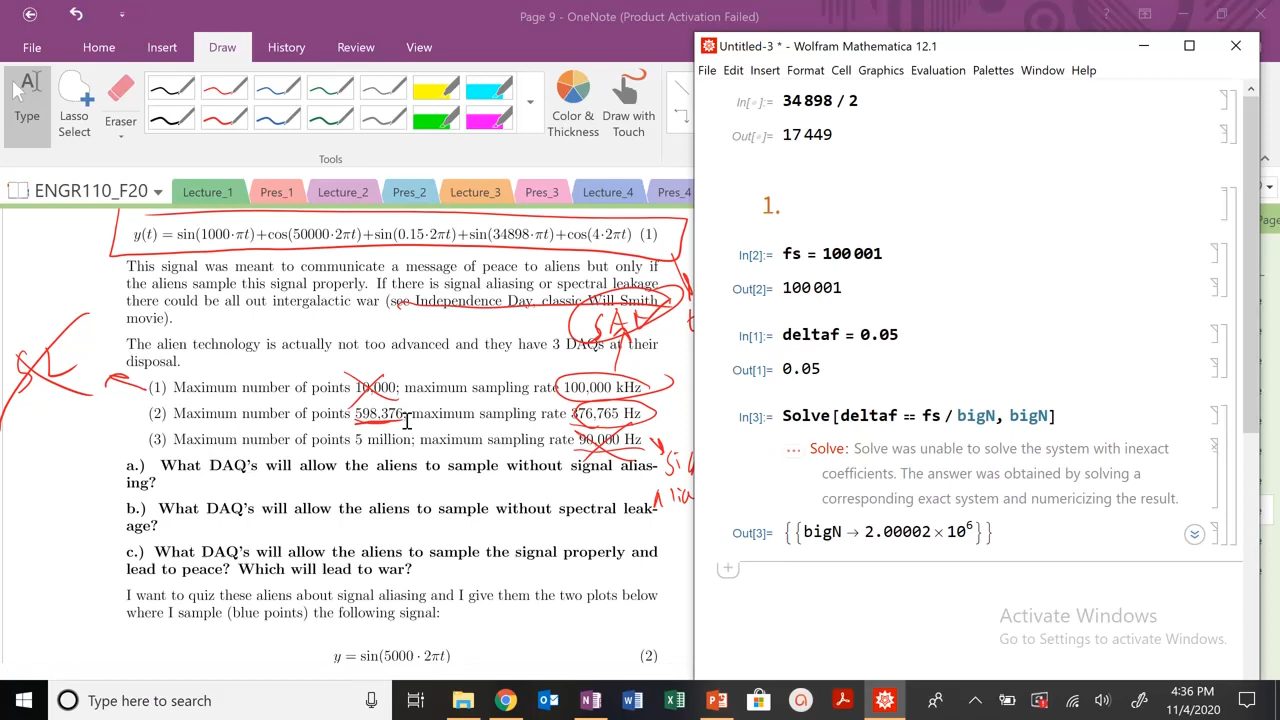 Page 9 - OneNote (Product Activation Failed)
File Home Insert Draw History Review View
Type
Lasso Select
Eraser
Color & Thickness
Draw with Touch
Tools
ENGR110_F20 Lecture_1 Pres_1 Lecture_2 Pres_2 Lecture_3 Pres_3 Lecture_4 Pres_4
y(t) = sin(1000·πt)+cos(50000·2πt)+sin(0.15·2πt)+sin(34898·πt)+cos(4·2πt) (1)
This signal was meant to communicate a message of peace to aliens but only if
the aliens sample this signal properly. If there is signal aliasing or spectral leakage
there could be all out intergalactic war (see Independence Day, classic Will Smith
movie).
The alien technology is actually not too advanced and they have 3 DAQs at their
disposal.
(1) Maximum number of points 10,000; maximum sampling rate 100,000 kHz
(2) Maximum number of points 598,376 maximum sampling rate 376,765 Hz
(3) Maximum number of points 5 million; maximum sampling rate 90,000 Hz
a.) What DAQ's will allow the aliens to sample without signal alias-
ing?
b.) What DAQ's will allow the aliens to sample without spectral leak-
age?
c.) What DAQ's will allow the aliens to sample the signal properly and
lead to peace? Which will lead to war?
I want to quiz these aliens about signal aliasing and I give them the two plots below
where I sample (blue points) the following signal:
y = sin(5000 · 2πt) (2)
SL
Untitled-3 * - Wolfram Mathematica 12.1
File Edit Insert Format Cell Graphics Evaluation Palettes Window Help
In[•]:= 34 898 / 2
Out[•]= 17 449
1.
In[2]:= fs = 100 001
Out[2]= 100 001
In[1]:= deltaf = 0.05
Out[1]= 0.05
In[3]:= Solve[deltaf == fs / bigN, bigN]
Solve: Solve was unable to solve the system with inexact
coefficients. The answer was obtained by solving a
corresponding exact system and numericizing the result.
Out[3]= {{bigN → 2.00002 × 10^6}}
Activate Windows
Go to Settings to activate Windows.
Type here to search
4:36 PM
11/4/2020